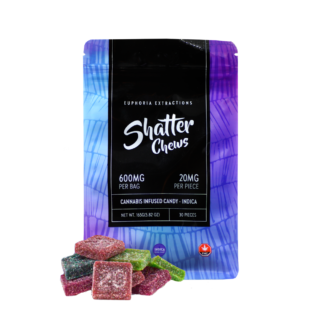 EUPHORIA EXTRACTIONS
Shatter
Chews
600MG
PER BAG
20MG
PER PIECE
CANNABIS INFUSED CANDY - INDICA
30 PIECES